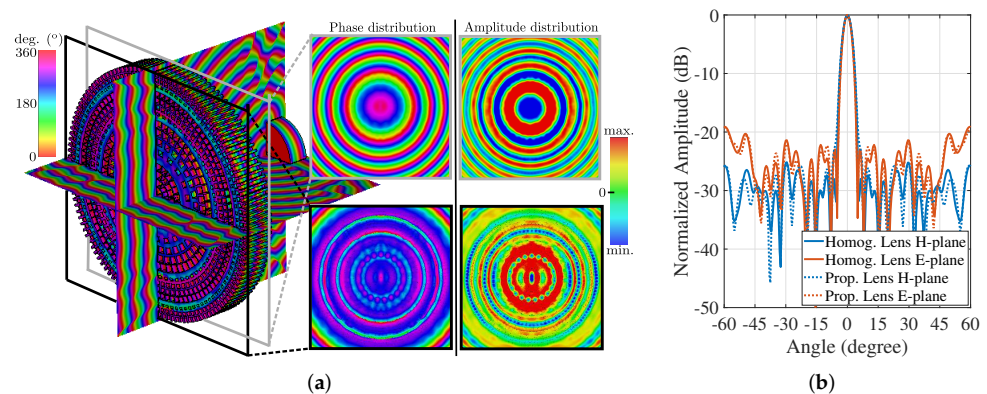 deg. (º)
360
180
0
Phase distribution
Amplitude distribution
max.
0
min.
(a)
Normalized Amplitude (dB)
0
-10
-20
-30
-40
-50
Homog. Lens H-plane
Homog. Lens E-plane
Prop. Lens H-plane
Prop. Lens E-plane
-60 -45 -30 -15 0 15 30 45 60
Angle (degree)
(b)